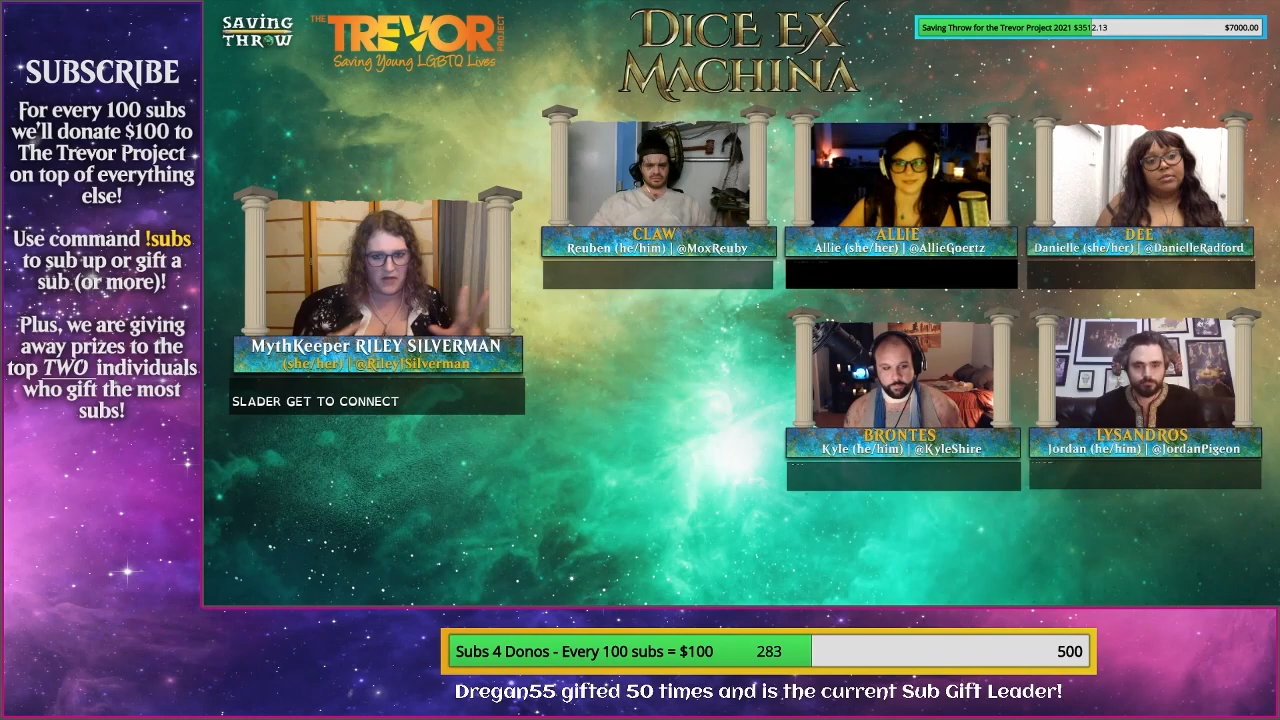 SUBSCRIBE
For every 100 subs
we'll donate $100 to
The Trevor Project
on top of everything
else!
Use command !subs
to sub up or gift a
sub (or more)!
Plus, we are giving
away prizes to the
top TWO individuals
who gift the most
subs!
SAVING
THROW
THE TREVOR PROJECT
Saving Young LGBTQ Lives
DICE EX
MACHINA
Saving Throw for the Trevor Project 2021 $3512.13 $7000.00
CLAW
Reuben (he/him) | @MoxReuby
ALLIE
Allie (she/her) | @AllieGoertz
DEE
Danielle (she/her) | @DanielleRadford
MythKeeper RILEY SILVERMAN
(she/her) | @RileyJSilverman
SLADER GET TO CONNECT
BRONTES
Kyle (he/him) | @KyleShire
LYSANDROS
Jordan (he/him) | @JordanPigeon
Subs 4 Donos - Every 100 subs = $100 283 500
Dregan55 gifted 50 times and is the current Sub Gift Leader!